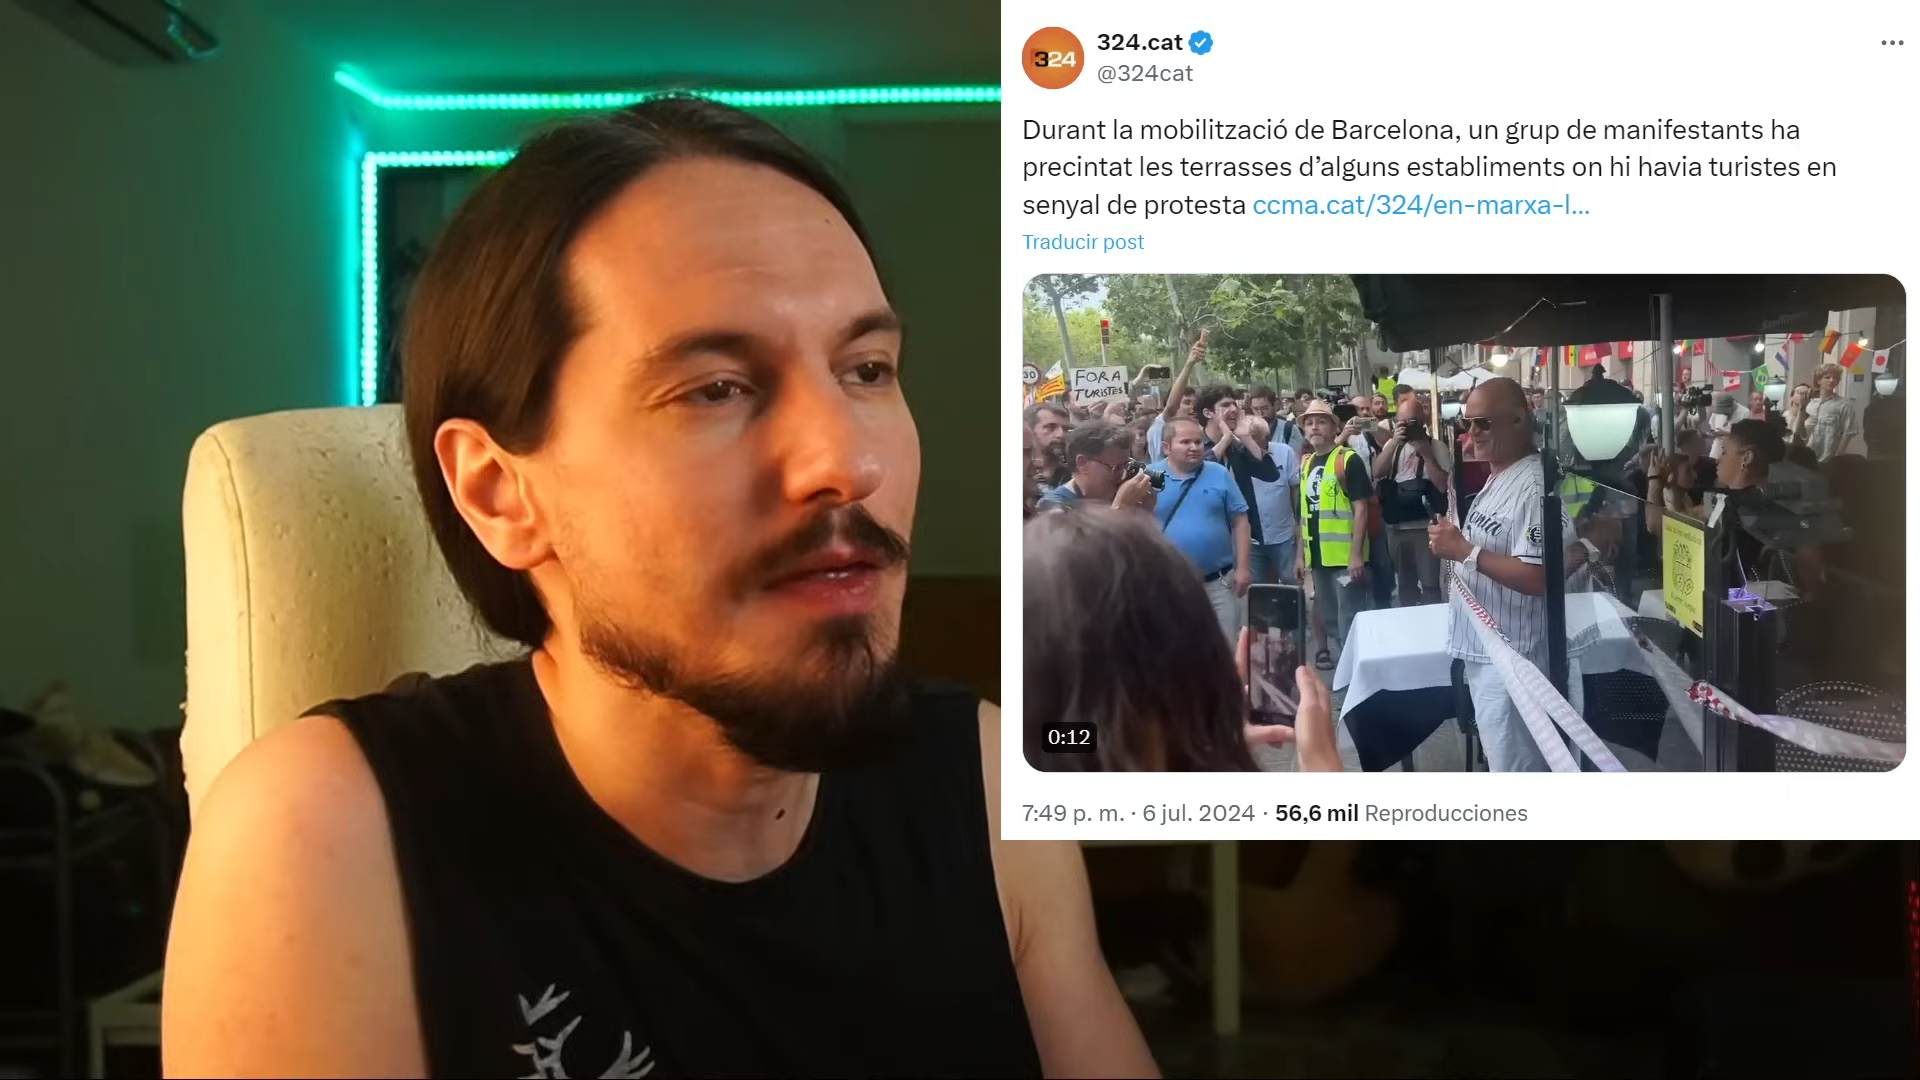 324
324.cat
@324cat
Durant la mobilització de Barcelona, un grup de manifestants ha
precintat les terrasses d’alguns establiments on hi havia turistes en
senyal de protesta ccma.cat/324/en-marxa-l...
Traducir post
30
FORA
TURISTES
0:12
7:49 p. m. · 6 jul. 2024 · 56,6 mil Reproducciones